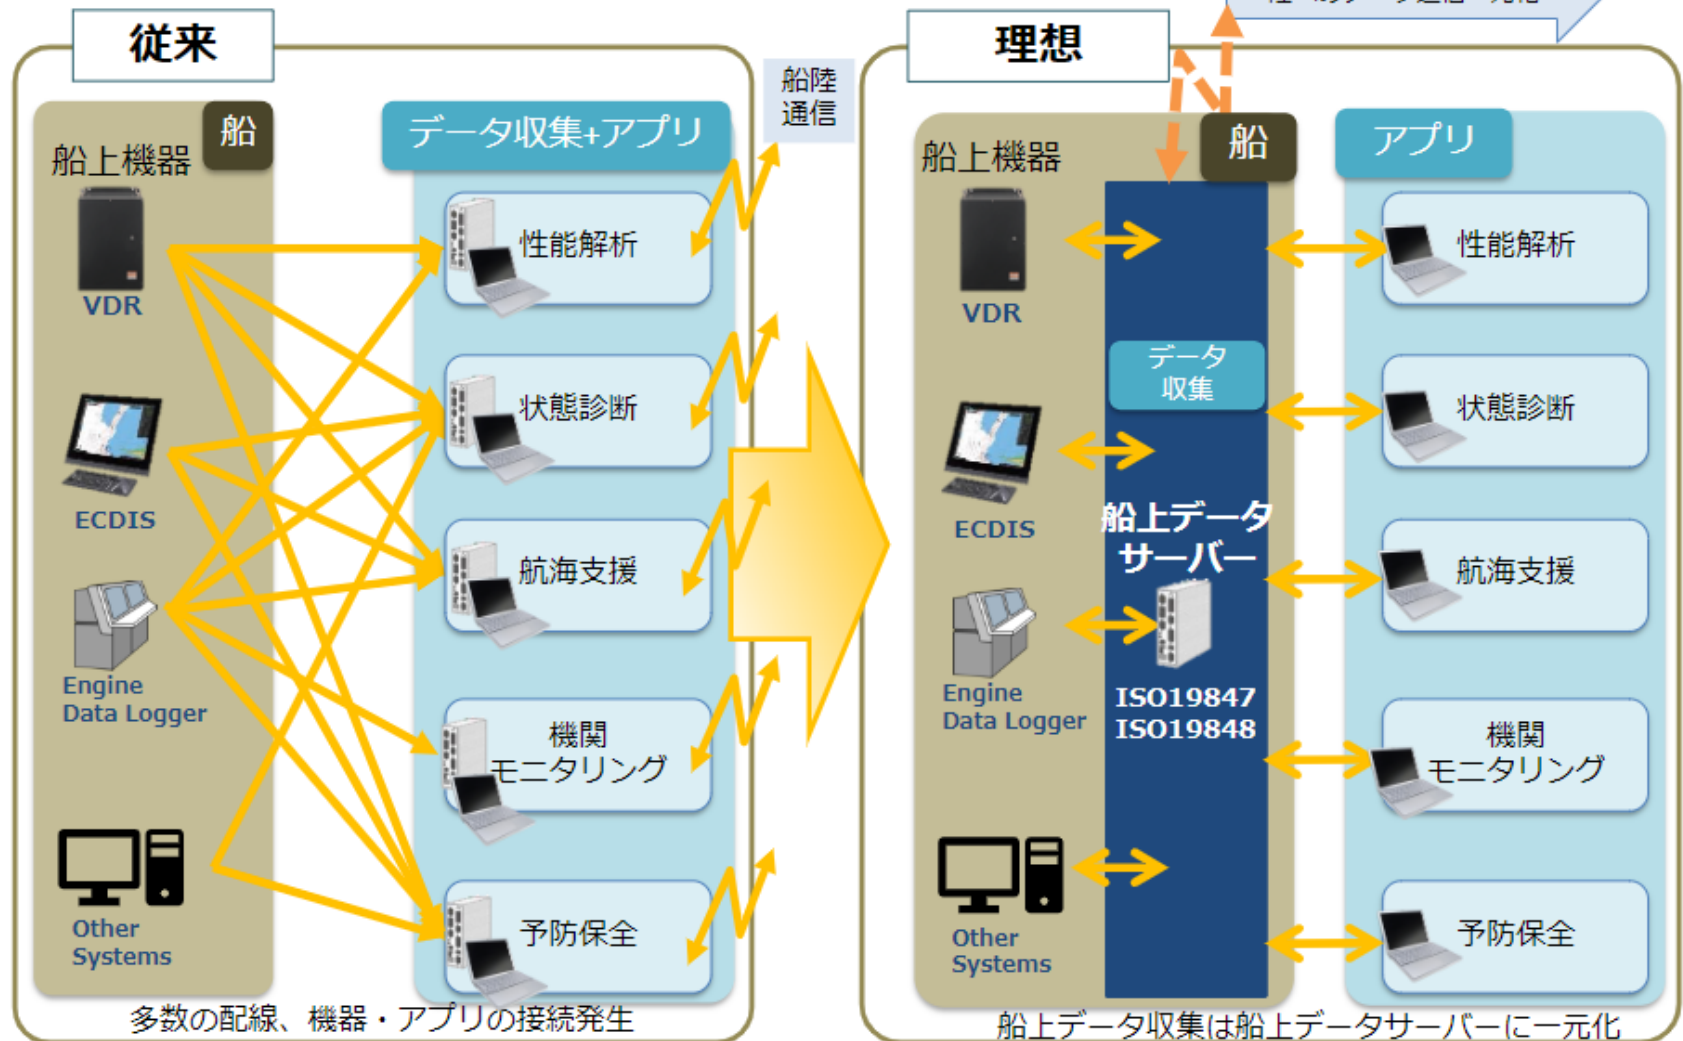 従来
船
船上機器
VDR
ECDIS
Engine
Data Logger
Other
Systems
データ収集+アプリ
性能解析
状態診断
航海支援
機関
モニタリング
予防保全
多数の配線、機器・アプリの接続発生
船陸
通信
理想
船
船上機器
VDR
ECDIS
Engine
Data Logger
Other
Systems
データ
収集
船上データ
サーバー
ISO19847
ISO19848
アプリ
性能解析
状態診断
航海支援
機関
モニタリング
予防保全
船上データ収集は船上データサーバーに一元化